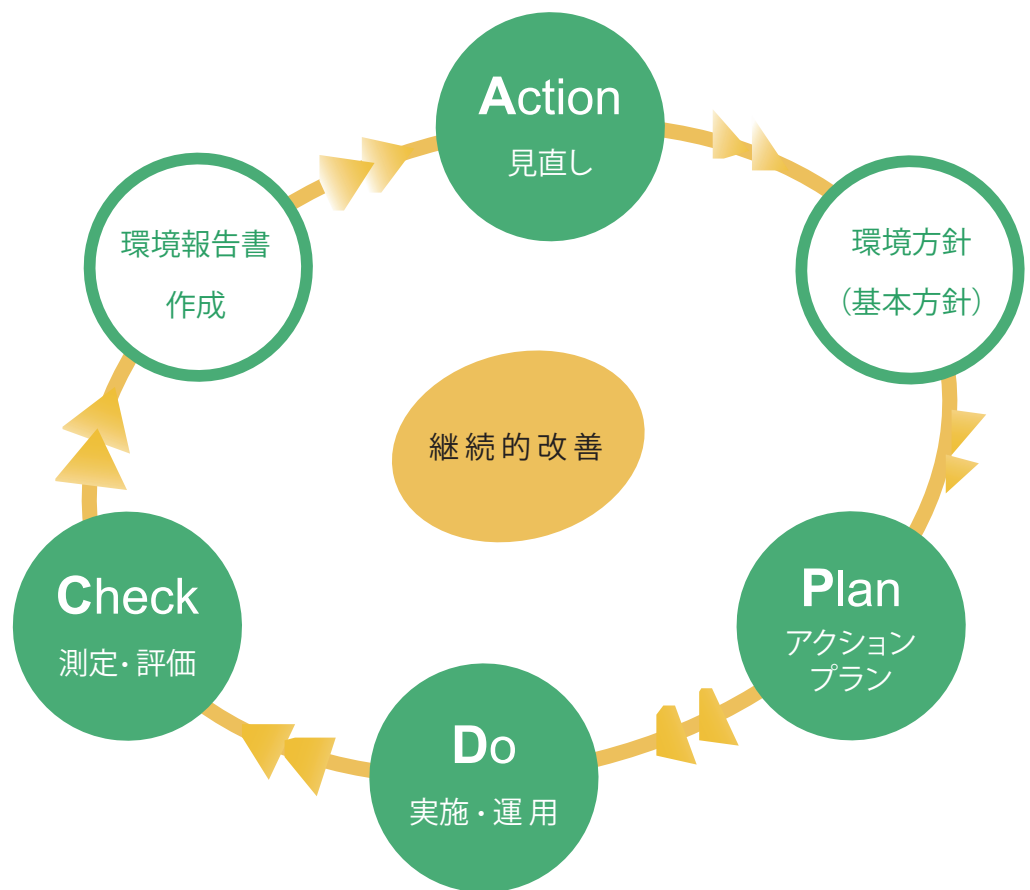 Action
見直し
環境報告書
作成
環境方針
（基本方針）
継続的改善
Check
測定・評価
Plan
アクション
プラン
Do
実施・運用